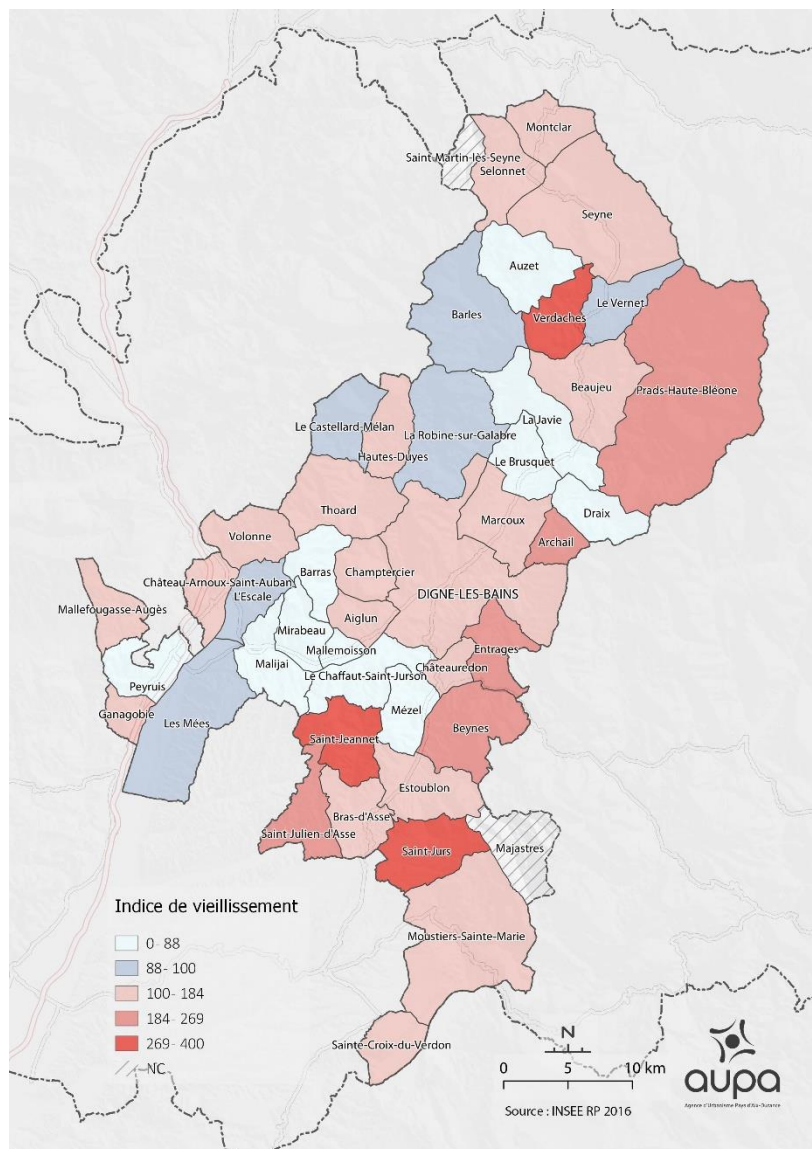 Montclar
Saint Martin-lès-Seyne
Selonnet
Seyne
Auzet
Le Vernet
Barles
Verdaches
Beaujeu
Prads-Haute-Bléone
Le Castellard-Mélan
La Javie
La Robine-sur-Galabre
Hautes-Duyes
Le Brusquet
Thoard
Draix
Marcoux
Volonne
Archail
Barras
Champtercier
Château-Arnoux-Saint-Auban
L'Escale
DIGNE-LES-BAINS
Mallefougasse-Augès
Aiglun
Mirabeau
Mallemoisson
Entrages
Malijai
Châteauredon
Le Chaffaut-Saint-Jurson
Peyruis
Mézel
Ganagobie
Les Mées
Beynes
Saint-Jeannet
Estoublon
Bras-d'Asse
Saint Julien-d'Asse
Saint-Jurs
Majastres
Moustiers-Sainte-Marie
Sainte-Croix-du-Verdon
Indice de vieillissement
0 - 88
88 - 100
100 - 184
184 - 269
269 - 400
NC
N
0 5 10 km
Source : INSEE RP 2016
aupa
Agence d'Urbanisme Pays d'Aix-Durance